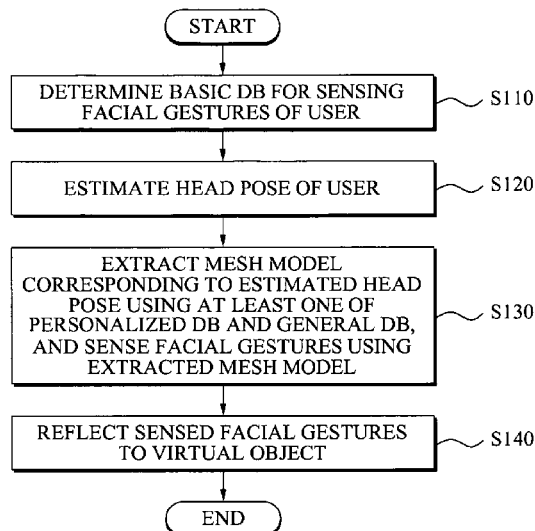 START
DETERMINE BASIC DB FOR SENSING
FACIAL GESTURES OF USER
S110
ESTIMATE HEAD POSE OF USER
S120
EXTRACT MESH MODEL
CORRESPONDING TO ESTIMATED HEAD
POSE USING AT LEAST ONE OF
PERSONALIZED DB AND GENERAL DB,
AND SENSE FACIAL GESTURES USING
EXTRACTED MESH MODEL
S130
REFLECT SENSED FACIAL GESTURES
TO VIRTUAL OBJECT
S140
END